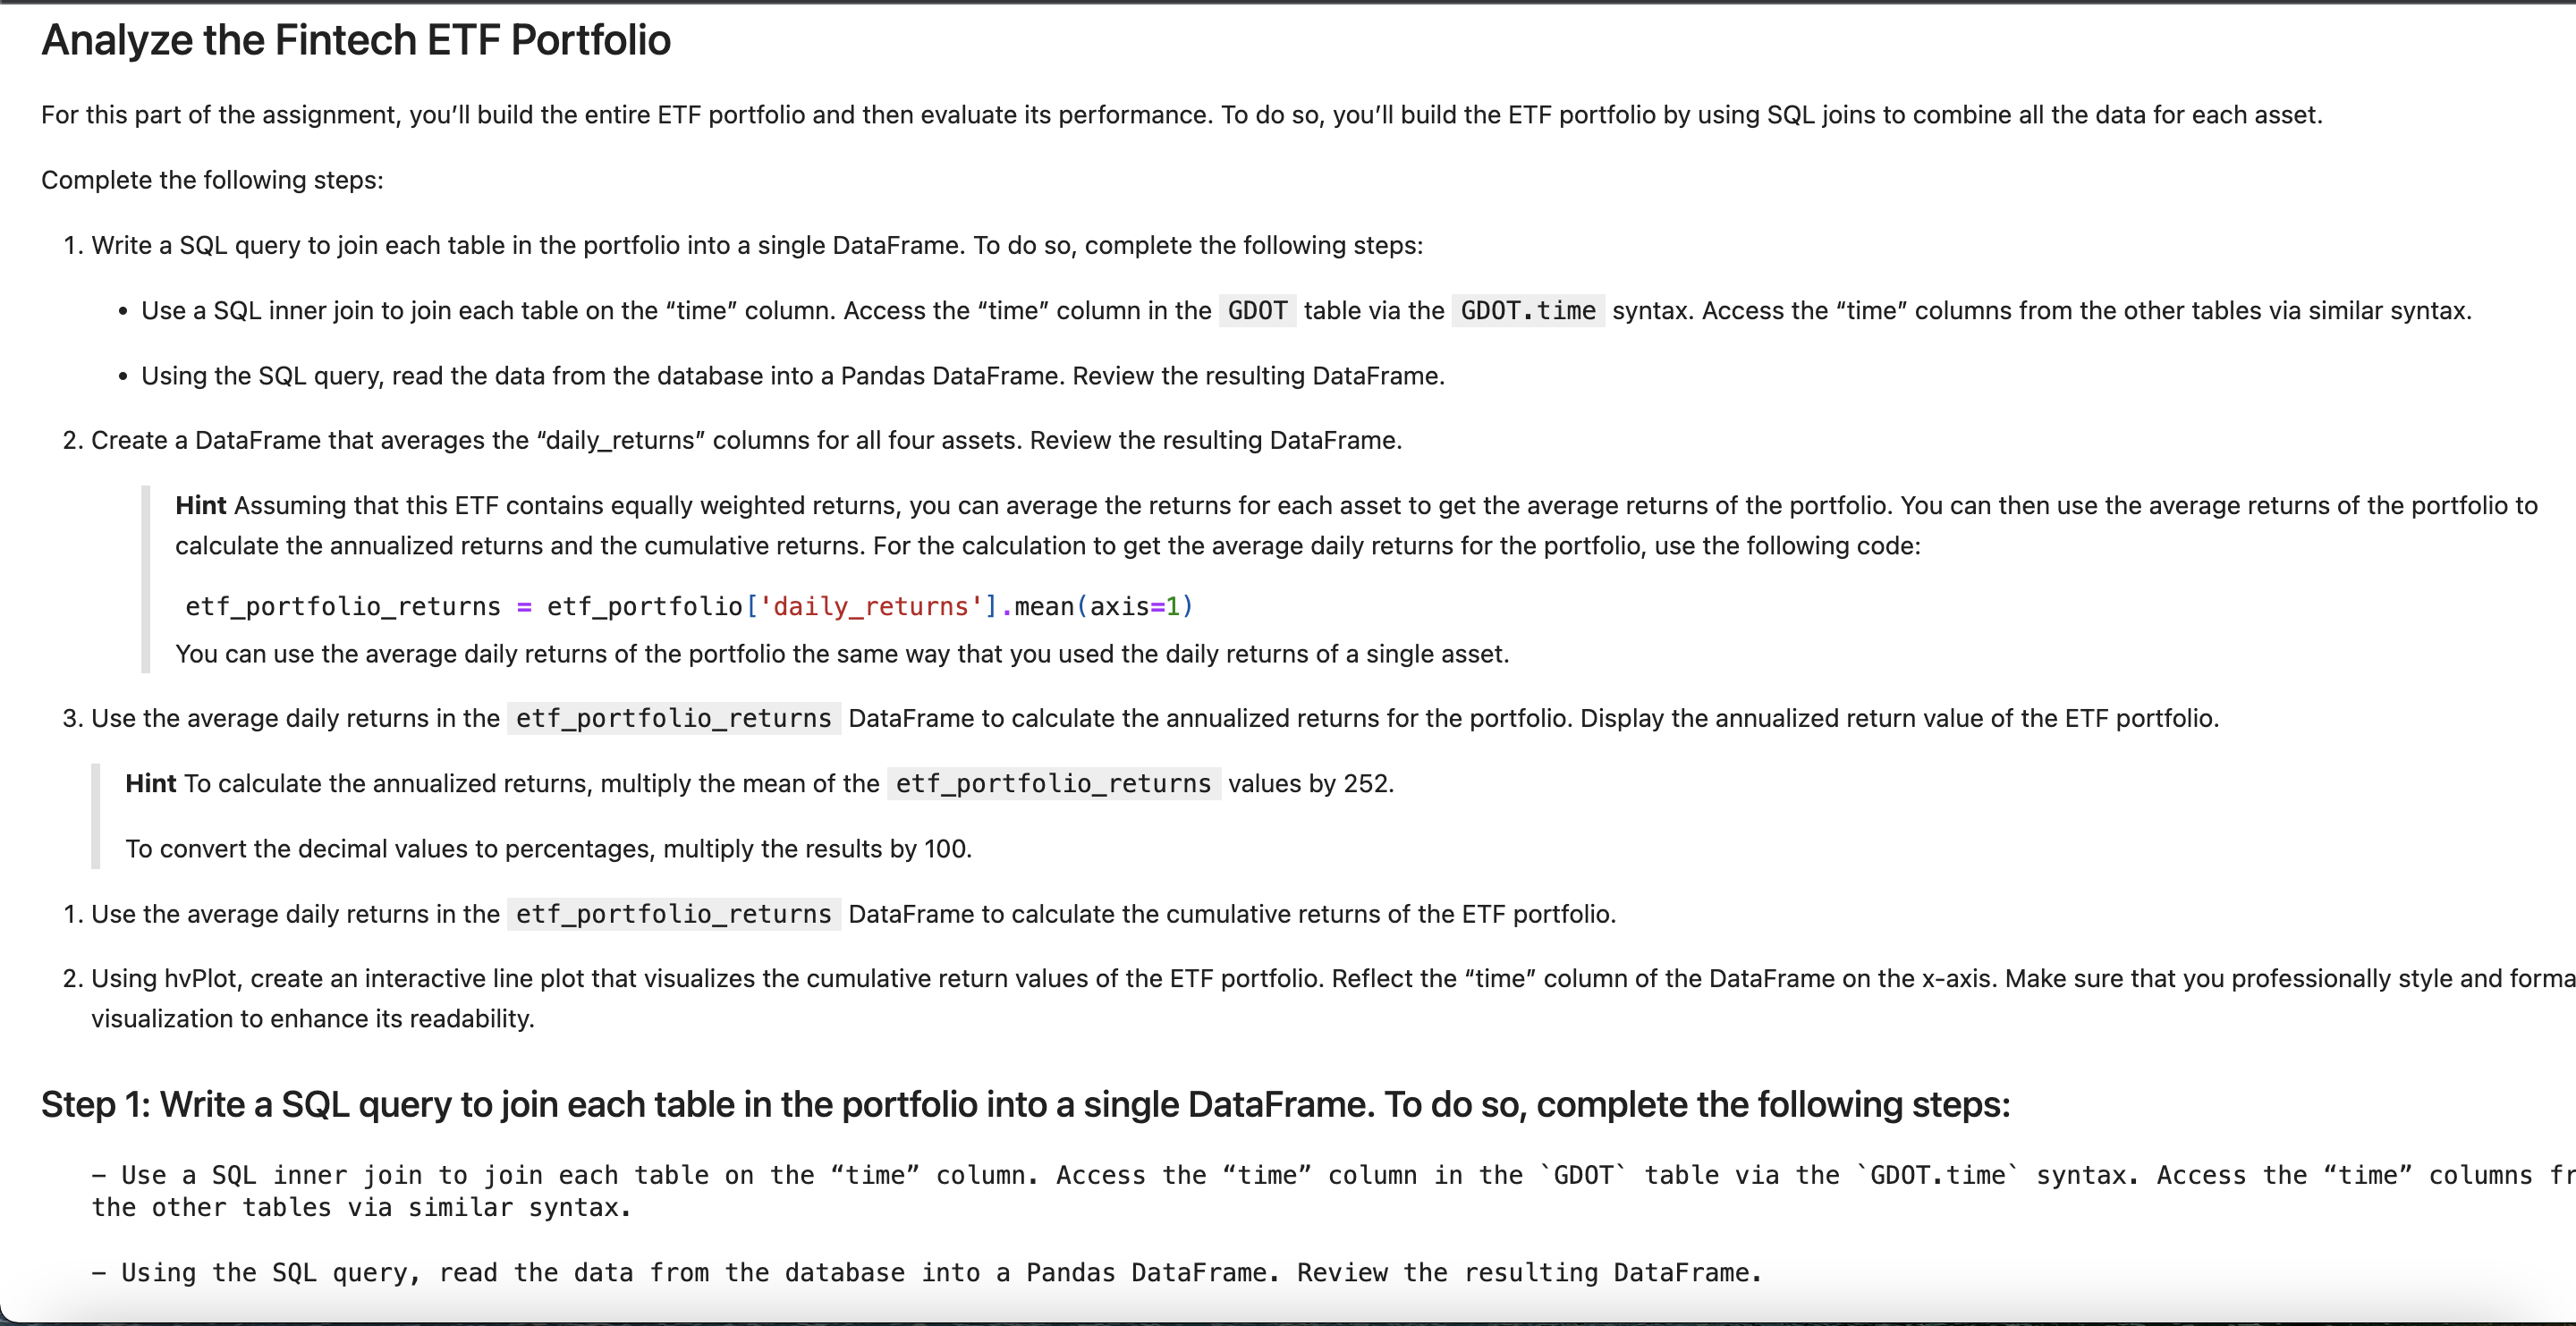 Analyze the Fintech ETF Portfolio
For this part of the assignment, you’ll build the entire ETF portfolio and then evaluate its performance. To do so, you’ll build the ETF portfolio by using SQL joins to combine all the data for each asset.
Complete the following steps:
1. Write a SQL query to join each table in the portfolio into a single DataFrame. To do so, complete the following steps:
• Use a SQL inner join to join each table on the “time” column. Access the “time” column in the GDOT table via the GDOT.time syntax. Access the “time” columns from the other tables via similar syntax.
• Using the SQL query, read the data from the database into a Pandas DataFrame. Review the resulting DataFrame.
2. Create a DataFrame that averages the “daily_returns” columns for all four assets. Review the resulting DataFrame.
Hint Assuming that this ETF contains equally weighted returns, you can average the returns for each asset to get the average returns of the portfolio. You can then use the average returns of the portfolio to
calculate the annualized returns and the cumulative returns. For the calculation to get the average daily returns for the portfolio, use the following code:
etf_portfolio_returns = etf_portfolio['daily_returns'].mean(axis=1)
You can use the average daily returns of the portfolio the same way that you used the daily returns of a single asset.
3. Use the average daily returns in the etf_portfolio_returns DataFrame to calculate the annualized returns for the portfolio. Display the annualized return value of the ETF portfolio.
Hint To calculate the annualized returns, multiply the mean of the etf_portfolio_returns values by 252.
To convert the decimal values to percentages, multiply the results by 100.
1. Use the average daily returns in the etf_portfolio_returns DataFrame to calculate the cumulative returns of the ETF portfolio.
2. Using hvPlot, create an interactive line plot that visualizes the cumulative return values of the ETF portfolio. Reflect the “time” column of the DataFrame on the x-axis. Make sure that you professionally style and forma
visualization to enhance its readability.
Step 1: Write a SQL query to join each table in the portfolio into a single DataFrame. To do so, complete the following steps:
– Use a SQL inner join to join each table on the “time” column. Access the “time” column in the `GDOT` table via the `GDOT.time` syntax. Access the “time” columns fr
the other tables via similar syntax.
– Using the SQL query, read the data from the database into a Pandas DataFrame. Review the resulting DataFrame.